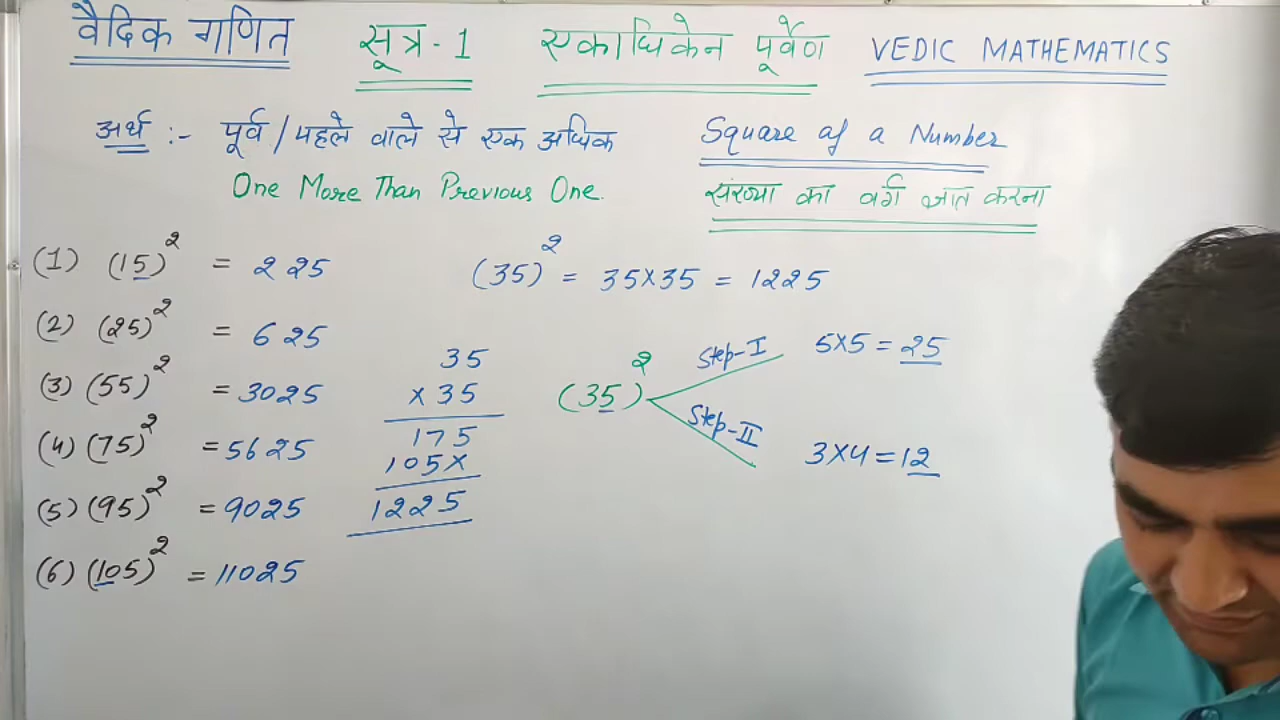 वैदिक गणित सूत्र-1 एकाधिकेन पूर्वेण VEDIC MATHEMATICS
अर्थ :- पूर्व/पहले वाले से एक अधिक
One More Than Previous One.
Square of a Number
संख्या का वर्ग ज्ञात करना
(1) (15)² = 225
(2) (25)² = 625
(3) (55)² = 3025
(4) (75)² = 5625
(5) (95)² = 9025
(6) (105)² = 11025
(35)² = 35×35 = 1225
35
×35
175
105×
1225
(35)²
Step-I 5×5 = 25
Step-II 3×4 = 12